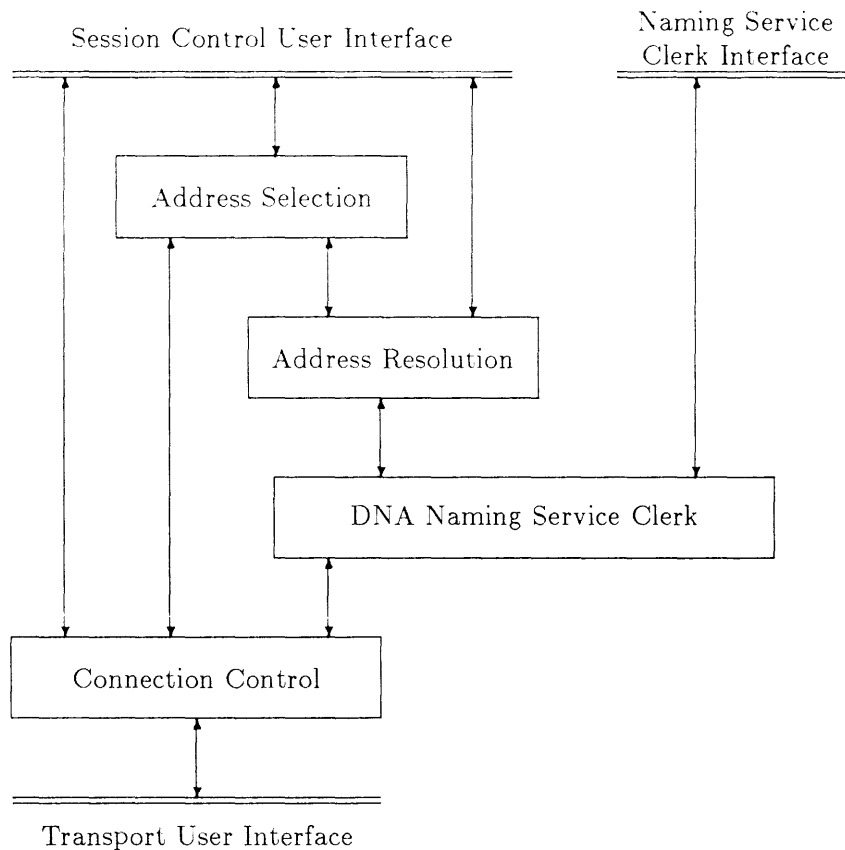 Session Control User Interface
Naming Service
Clerk Interface
Address Selection
Address Resolution
DNA Naming Service Clerk
Connection Control
Transport User Interface